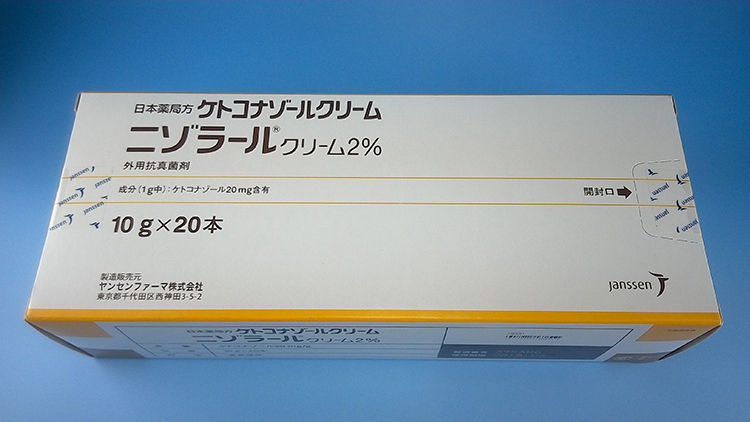 日本薬局方 ケトコナゾールクリーム
ニゾラール®クリーム2%
外用抗真菌剤
janssen
janssen
janssen
成分(1g中):ケトコナゾール20mg含有
開封口
10g×20本
製造販売元
ヤンセンファーマ株式会社
東京都千代田区西神田3-5-2
janssen
日本薬局方 ケトコナゾールクリーム
ニゾラール®クリーム2%